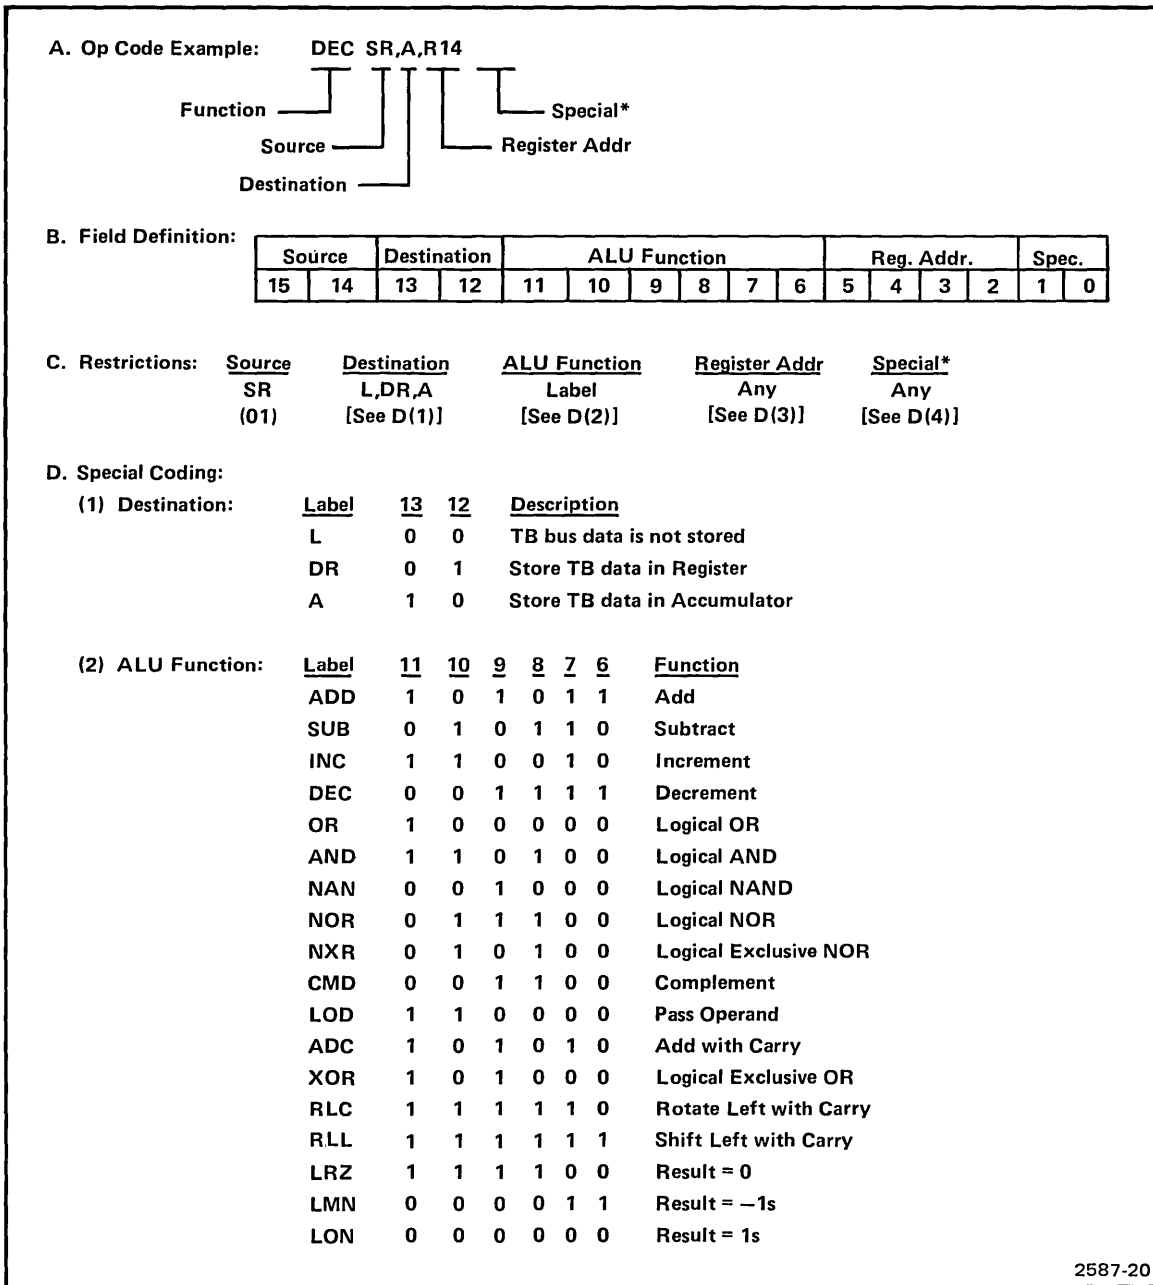 A. Op Code Example: DEC SR,A,R14
Function Special*
Source Register Addr
Destination
B. Field Definition:
Source Destination ALU Function Reg. Addr. Spec.
15 14 13 12 11 10 9 8 7 6 5 4 3 2 1 0
C. Restrictions: Source Destination ALU Function Register Addr Special*
SR L,DR,A Label Any Any
(01) [See D(1)] [See D(2)] [See D(3)] [See D(4)]
D. Special Coding:
(1) Destination: Label 13 12 Description
L 0 0 TB bus data is not stored
DR 0 1 Store TB data in Register
A 1 0 Store TB data in Accumulator
(2) ALU Function: Label 11 10 9 8 7 6 Function
ADD 1 0 1 0 1 1 Add
SUB 0 1 0 1 1 0 Subtract
INC 1 1 0 0 1 0 Increment
DEC 0 0 1 1 1 1 Decrement
OR 1 0 0 0 0 0 Logical OR
AND 1 1 0 1 0 0 Logical AND
NAN 0 0 1 0 0 0 Logical NAND
NOR 0 1 1 1 0 0 Logical NOR
NXR 0 1 0 1 0 0 Logical Exclusive NOR
CMD 0 0 1 1 0 0 Complement
LOD 1 1 0 0 0 0 Pass Operand
ADC 1 0 1 0 1 0 Add with Carry
XOR 1 0 1 0 0 0 Logical Exclusive OR
RLC 1 1 1 1 1 0 Rotate Left with Carry
RLL 1 1 1 1 1 1 Shift Left with Carry
LRZ 1 1 1 1 0 0 Result = 0
LMN 0 0 0 0 1 1 Result = —1s
LON 0 0 0 0 0 0 Result = 1s
2587-20